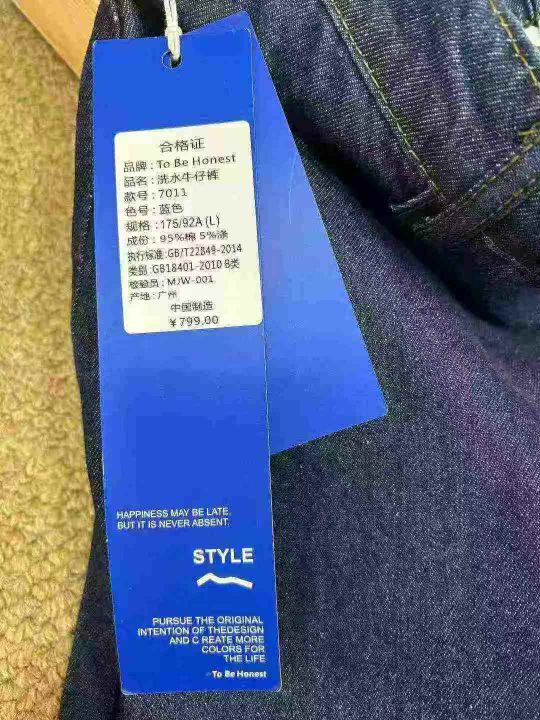 合格证
品牌：To Be Honest
品名：洗水牛仔裤
款号：7011
色号：蓝色
规格：175/92A (L)
成份：95%棉 5%涤
执行标准:GB/T22849-2014
类别:GB18401-2010 B类
检验员：MJW-001
产地：广州
中国制造
￥799.00
HAPPINESS MAY BE LATE,
BUT IT IS NEVER ABSENT.
STYLE
PURSUE THE ORIGINAL
INTENTION OF THEDESIGN
AND C REATE MORE
COLORS FOR
THE LIFE
To Be Honest